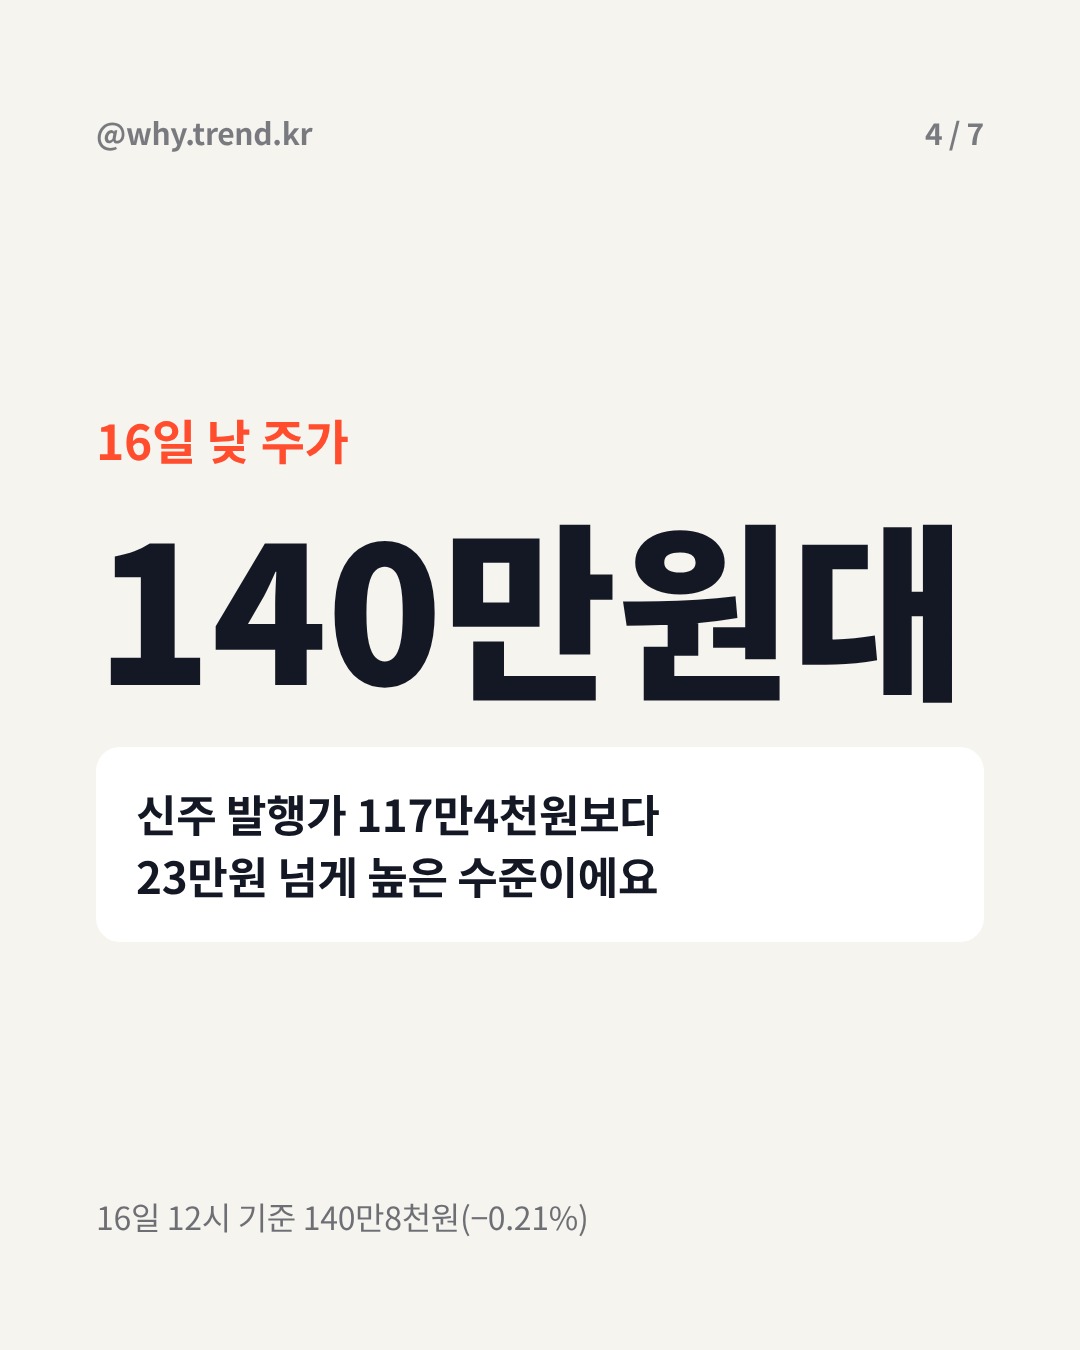 @why.trend.kr
4 / 7
16일 낮 주가
140만원대
신주 발행가 117만4천원보다
23만원 넘게 높은 수준이에요
16일 12시 기준 140만8천원(−0.21%)